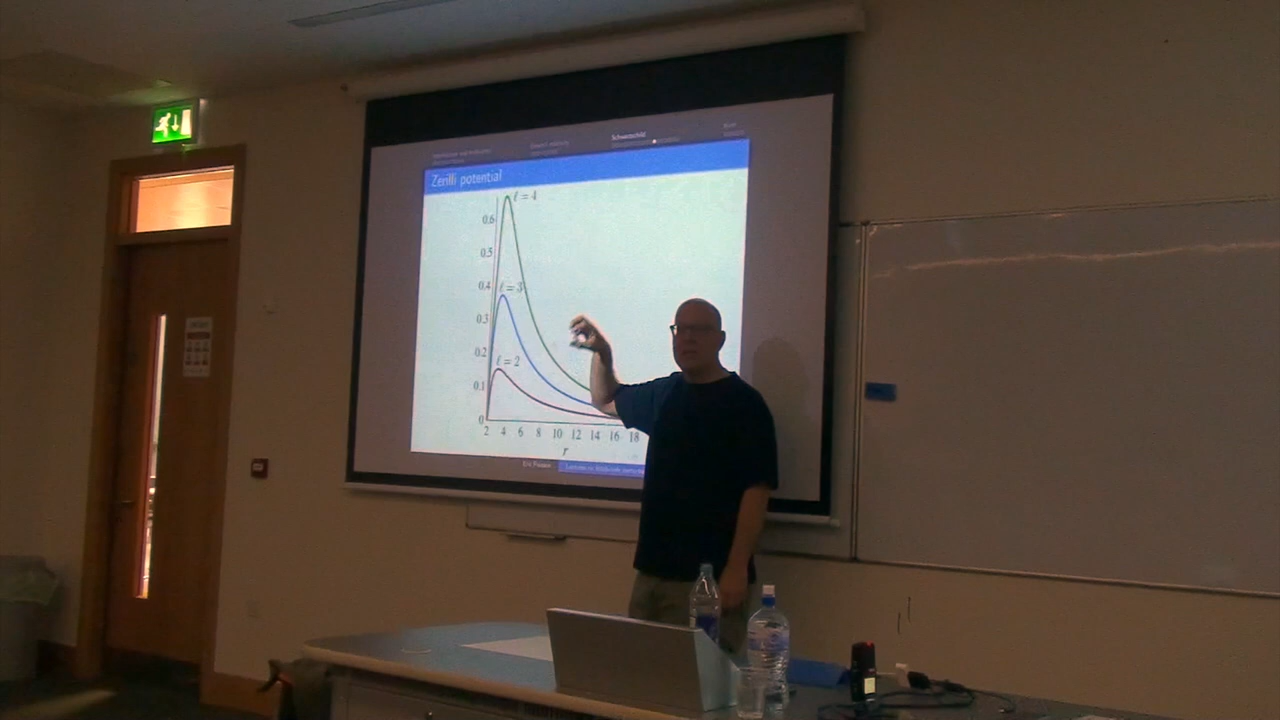 Schwarzschild
Kerr
Zerilli potential
ℓ = 4
0.6
0.5
0.4
ℓ = 3
0.3
0.2
ℓ = 2
0.1
0
2 4 6 8 10 12 14 16 18
r